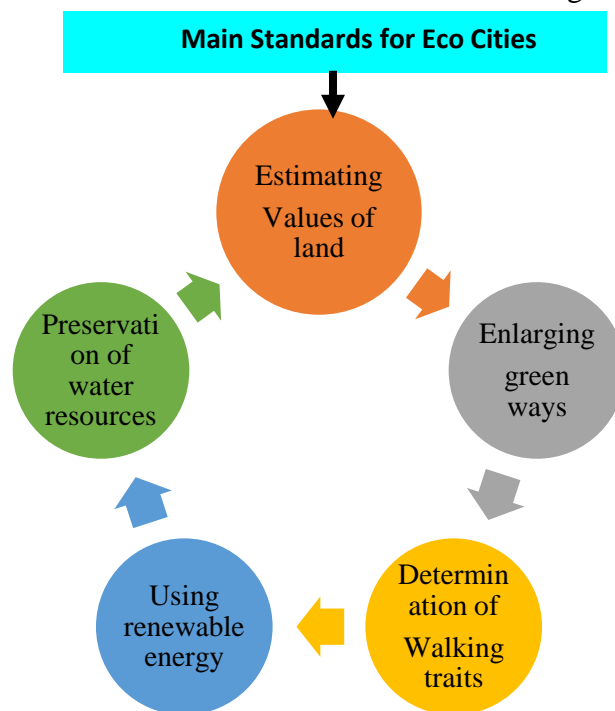 Main Standards for Eco Cities
Estimating
Values of
land
Enlarging
green
ways
Determin
ation of
Walking
traits
Using
renewable
energy
Preservati
on of
water
resources